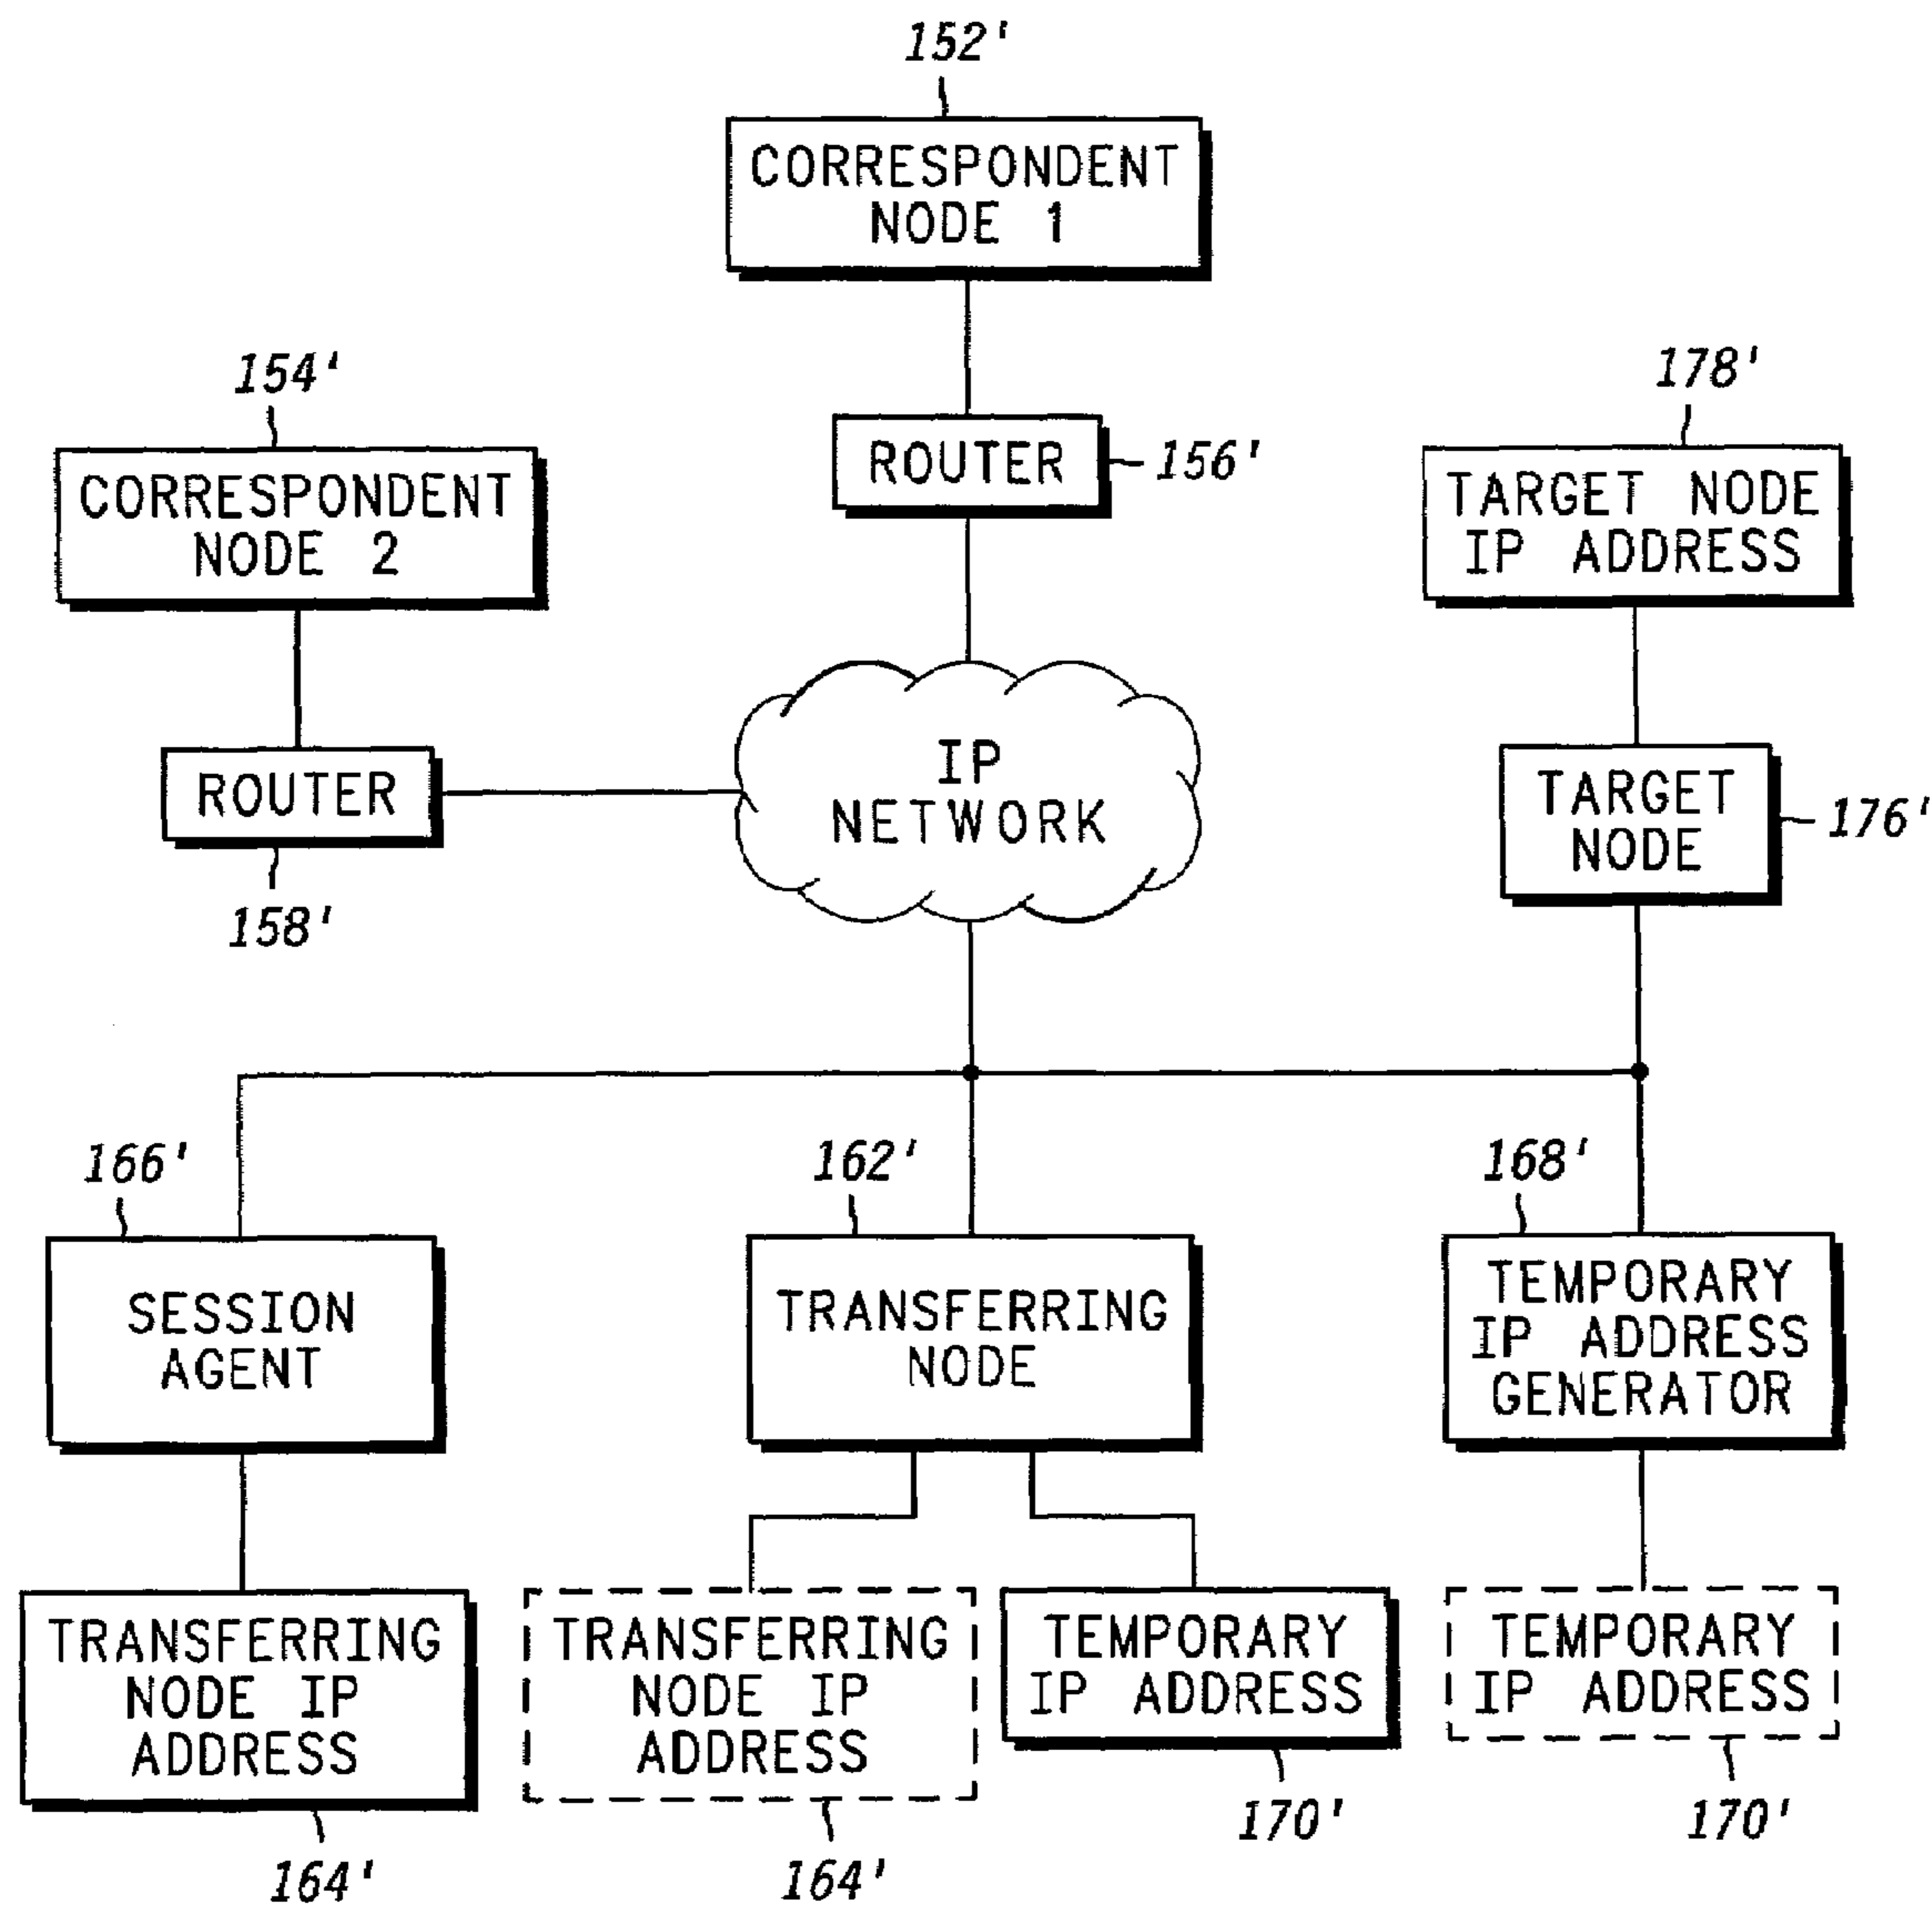 152'
CORRESPONDENT
NODE 1
154'
178'
CORRESPONDENT
NODE 2
ROUTER
156'
TARGET NODE
IP ADDRESS
ROUTER
158'
IP
NETWORK
TARGET
NODE
176'
166'
162'
168'
SESSION
AGENT
TRANSFERRING
NODE
TEMPORARY
IP ADDRESS
GENERATOR
TRANSFERRING
NODE IP
ADDRESS
164'
TRANSFERRING
NODE IP
ADDRESS
164'
TEMPORARY
IP ADDRESS
170'
TEMPORARY
IP ADDRESS
170'